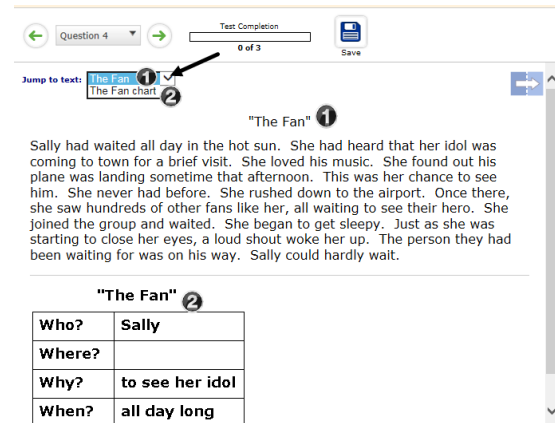 Question 4
Test Completion
0 of 3
Save
Jump to text: The Fan 1
The Fan chart 2
"The Fan" 1
Sally had waited all day in the hot sun. She had heard that her idol was
coming to town for a brief visit. She loved his music. She found out his
plane was landing sometime that afternoon. This was her chance to see
him. She never had before. She rushed down to the airport. Once there,
she saw hundreds of other fans like her, all waiting to see their hero. She
joined the group and waited. She began to get sleepy. Just as she was
starting to close her eyes, a loud shout woke her up. The person they had
been waiting for was on his way. Sally could hardly wait.
"The Fan" 2
Who? Sally
Where?
Why? to see her idol
When? all day long